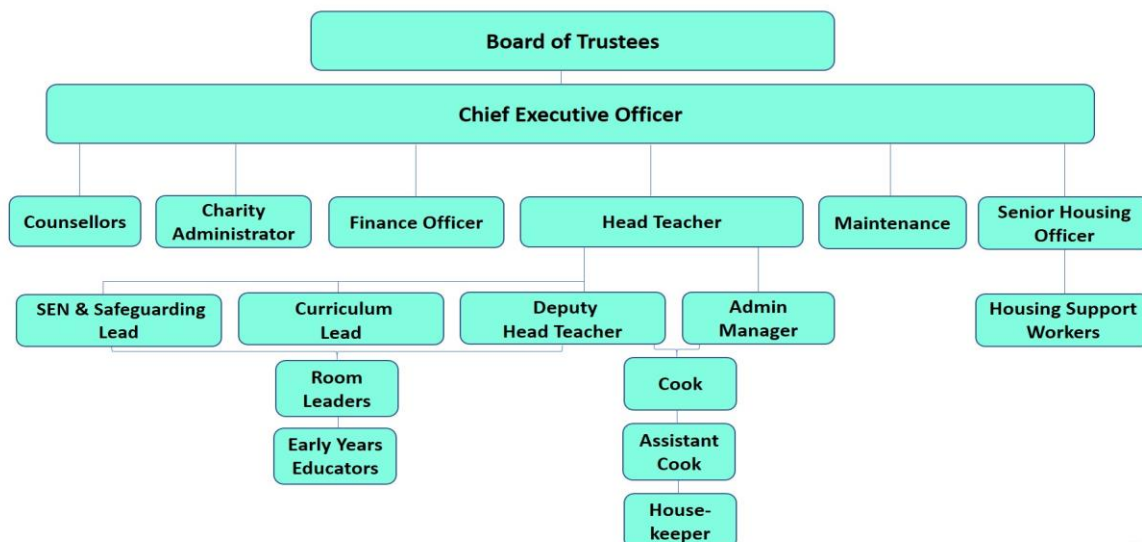 Board of Trustees
Chief Executive Officer
Counsellors
Charity
Administrator
Finance Officer
Head Teacher
Maintenance
Senior Housing
Officer
SEN & Safeguarding
Lead
Curriculum
Lead
Deputy
Head Teacher
Admin
Manager
Housing Support
Workers
Room
Leaders
Cook
Early Years
Educators
Assistant
Cook
House-
keeper